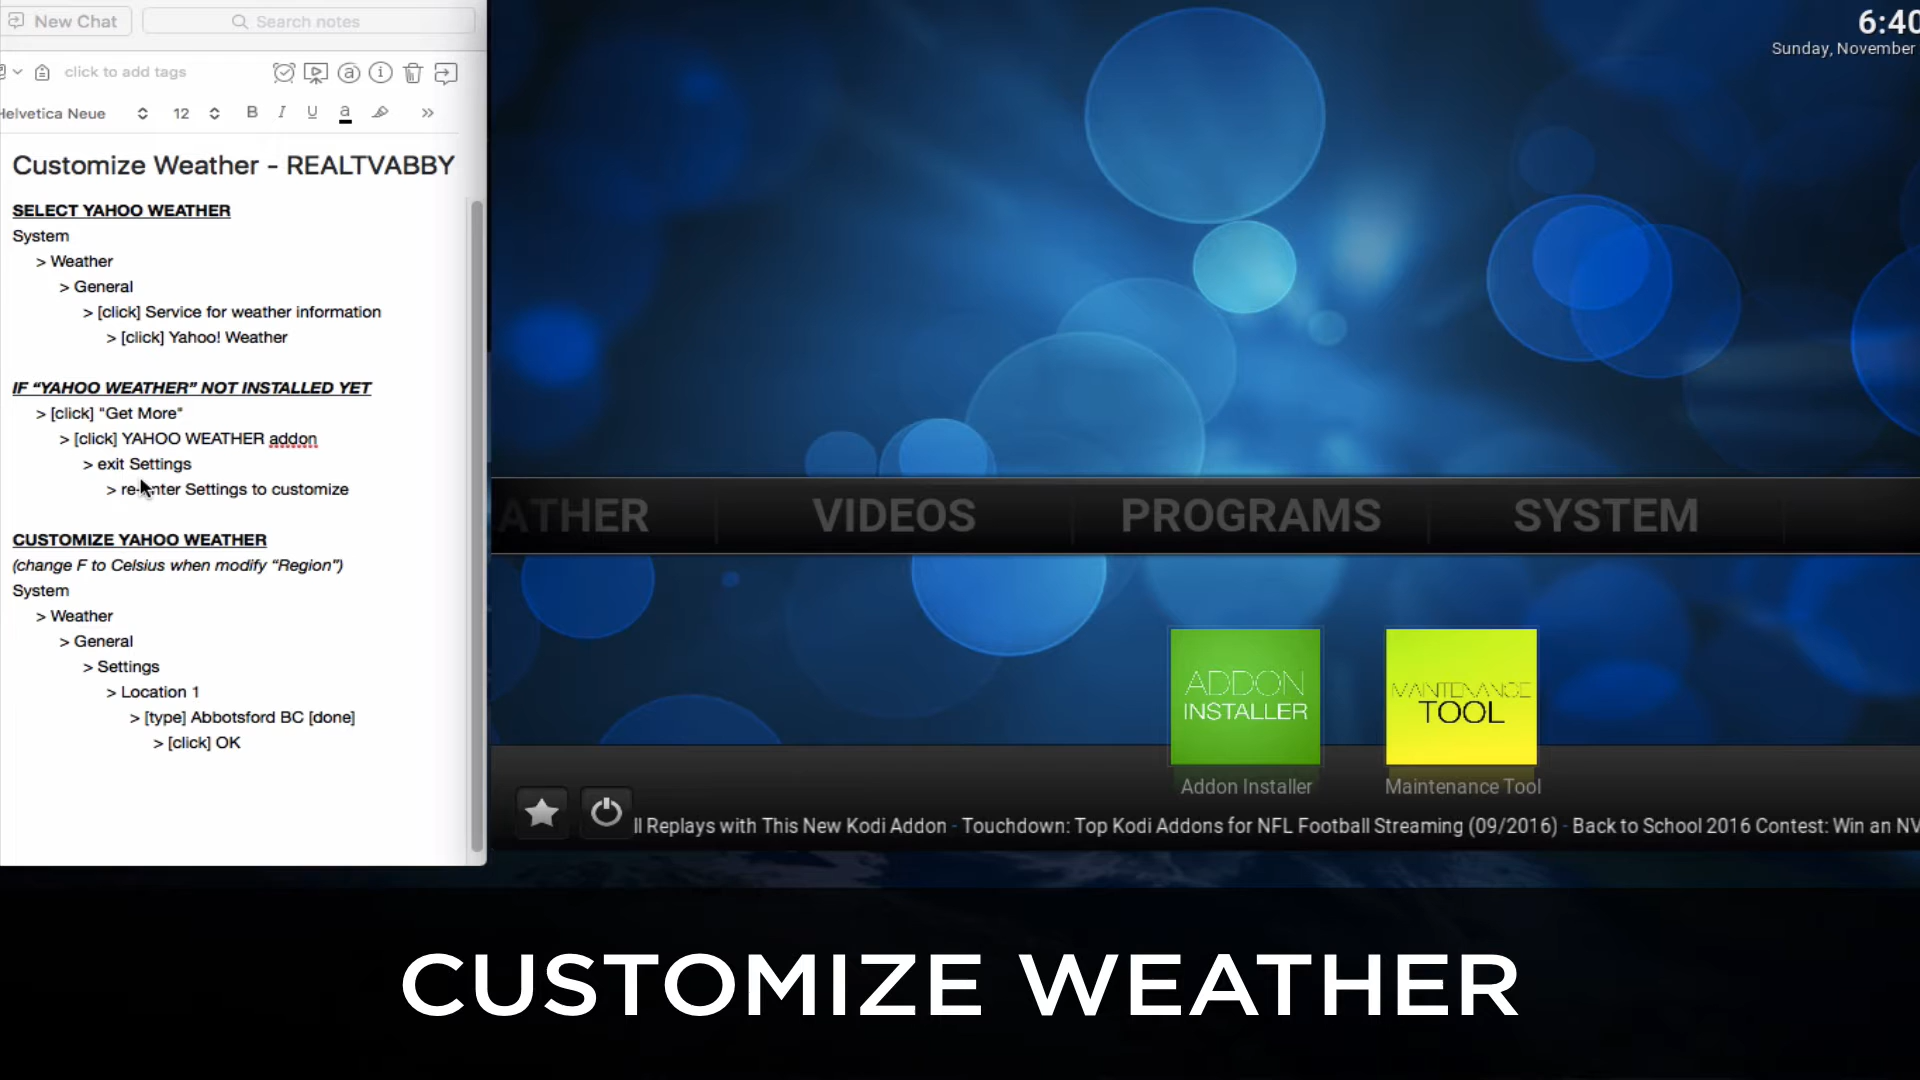 New Chat
Search notes
click to add tags
Helvetica Neue 12 B I U a »
Customize Weather - REALTVABBY
SELECT YAHOO WEATHER
System
> Weather
> General
> [click] Service for weather information
> [click] Yahoo! Weather
IF “YAHOO WEATHER” NOT INSTALLED YET
> [click] "Get More"
> [click] YAHOO WEATHER addon
> exit Settings
> re-enter Settings to customize
CUSTOMIZE YAHOO WEATHER
(change F to Celsius when modify “Region”)
System
> Weather
> General
> Settings
> Location 1
> [type] Abbotsford BC [done]
> [click] OK
6:40
Sunday, November
ATHER VIDEOS PROGRAMS SYSTEM
ADDON
INSTALLER
MAINTENANCE
TOOL
Addon Installer
Maintenance Tool
ll Replays with This New Kodi Addon - Touchdown: Top Kodi Addons for NFL Football Streaming (09/2016) - Back to School 2016 Contest: Win an NV
CUSTOMIZE WEATHER